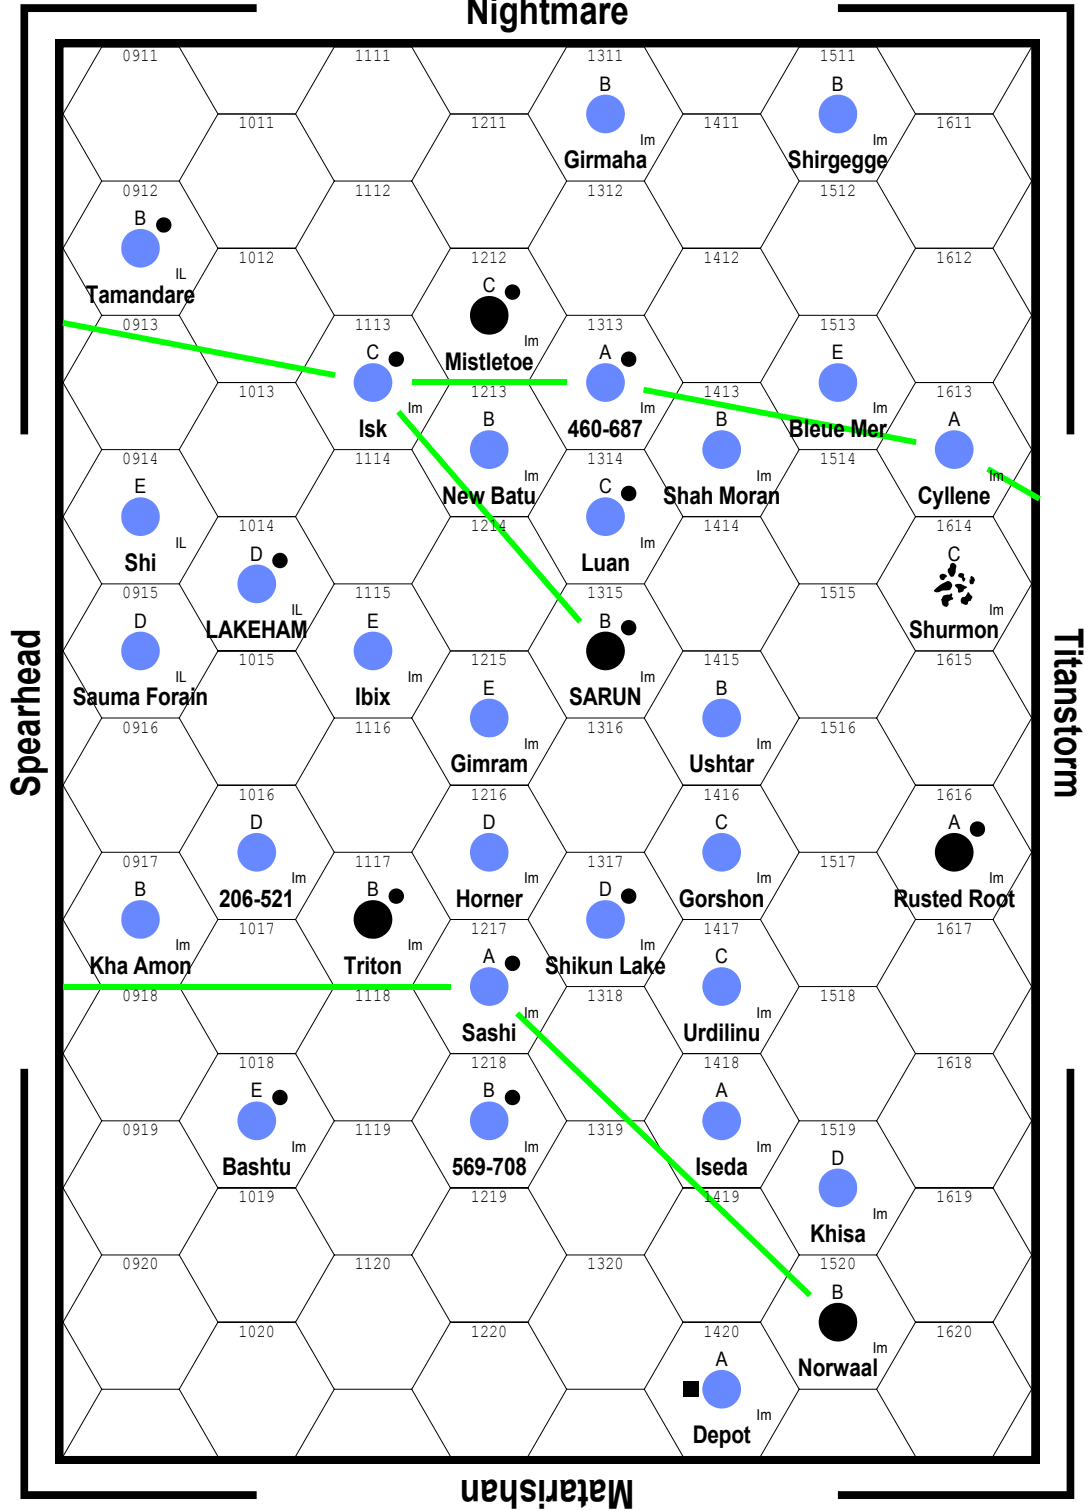 Nightmare
0911 1111 1311 1511
B B
1011 1211 1411 1611
Im Im
Girmaha Shirgegge
0912 1112 1312 1512
B
1012 1212 1412 1612
IL C
Tamandare
0913 1113 1313 1513
Im
C A E
Mistletoe
1013 1213 1413 1613
Im B Im B Im A
Isk 460-687 Bleue Mer
0914 1114 1314 1514
Im Im Im
E C
New Batu Shah Moran Cyllene
1014 1214 1414 1614
IL D Im C
Shi Luan
0915 1115 1315 1515
IL Im
D E B
LAKEHAM Shurmon
1015 1215 1415 1615
IL Im E Im B
Sauma Forain Ibix SARUN
0916 1116 1316 1516
Im Im
Gimram Ushtar
1016 1216 1416 1616
D D C A
0917 1117 1317 1517
Im Im Im Im
B B D
206-521 Horner Gorshon Rusted Root
1017 1217 1417 1617
Im Im A Im C
Kha Amon Triton Shikun Lake
0918 1118 1318 1518
Im Im
Sashi Urdilinu
1018 1218 1418 1618
E B A
0919 1119 1319 1519
Im Im Im
D
Bashtu 569-708 Iseda
1019 1219 1419 1619
Im
Khisa
0920 1120 1320 1520
B
1020 1220 1420 1620
A Im
Norwaal
Im
Depot
Spearhead
Titanstorm
Matarishan